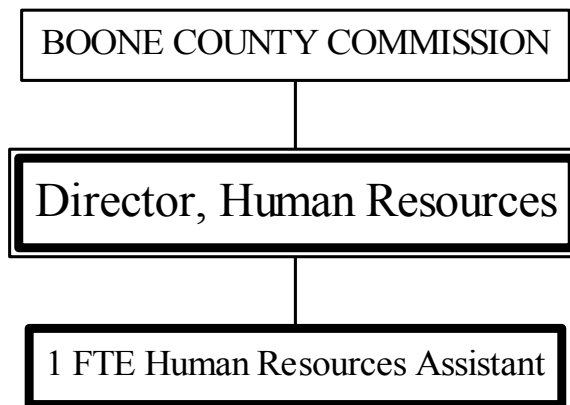 BOONE COUNTY COMMISSION
Director, Human Resources
1 FTE Human Resources Assistant